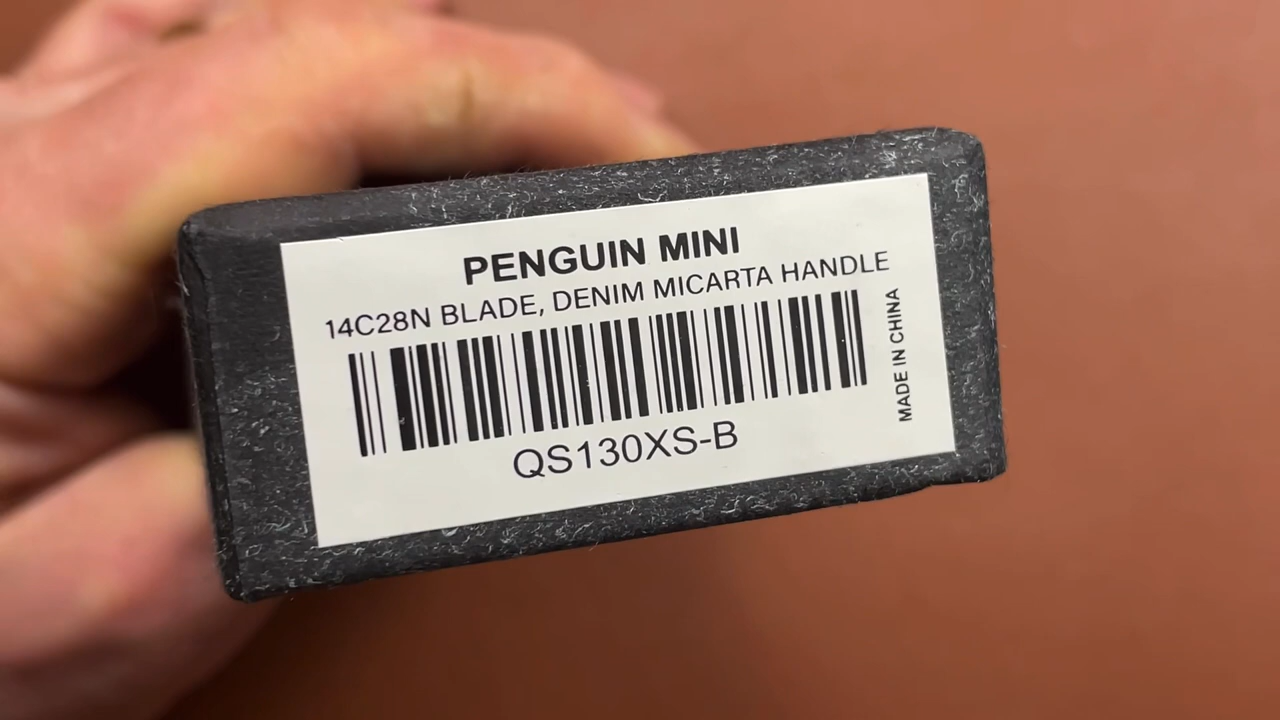 PENGUIN MINI
14C28N BLADE, DENIM MICARTA HANDLE
QS130XS-B
MADE IN CHINA